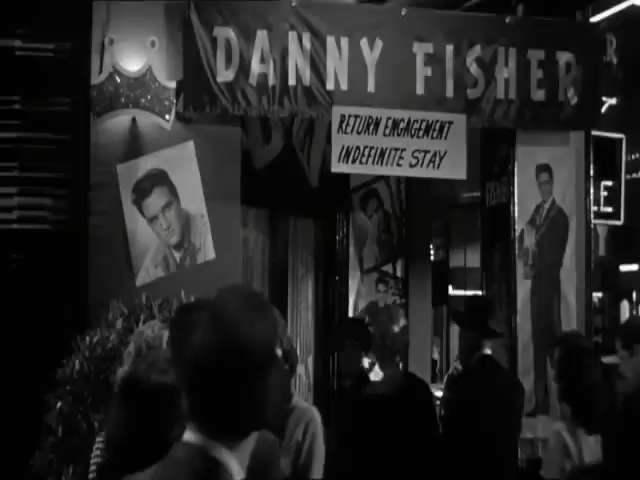 DANNY FISHER
RETURN ENGAGEMENT
INDEFINITE STAY
R
E